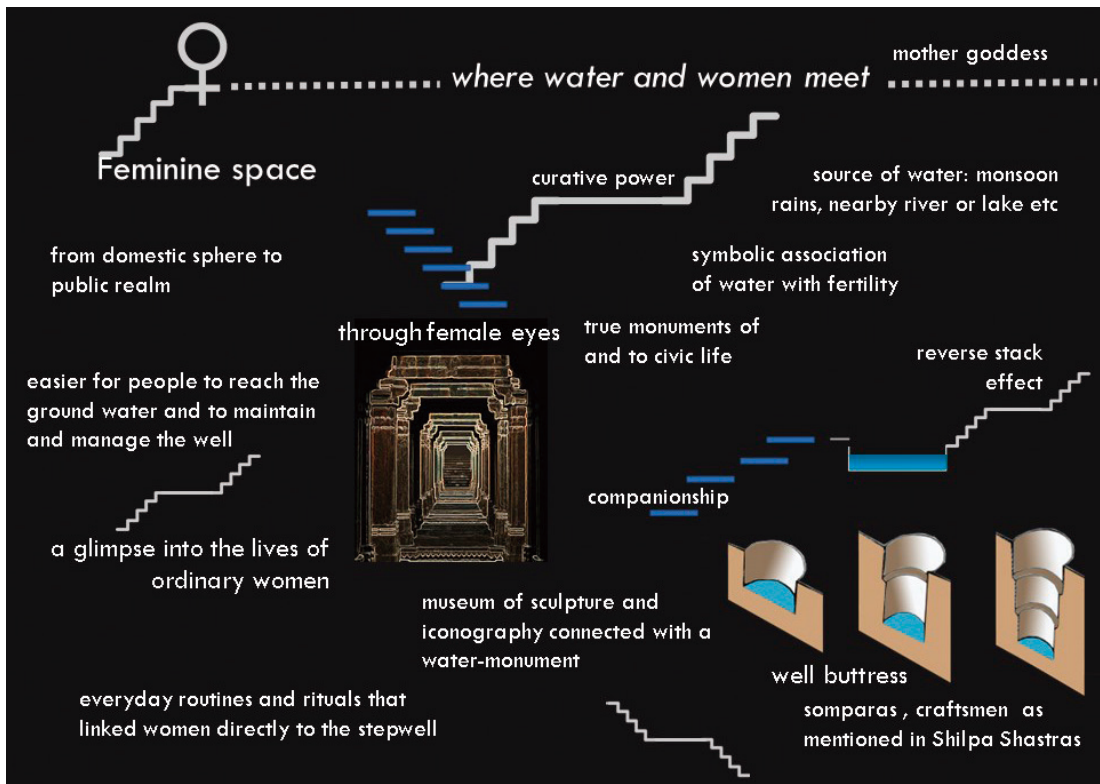 mother goddess
where water and women meet
Feminine space
curative power
source of water: monsoon
rains, nearby river or lake etc
from domestic sphere to
public realm
symbolic association
of water with fertility
through female eyes
true monuments of
and to civic life
reverse stack
effect
easier for people to reach the
ground water and to maintain
and manage the well
companionship
a glimpse into the lives of
ordinary women
museum of sculpture and
iconography connected with a
water-monument
well buttress
everyday routines and rituals that
linked women directly to the stepwell
somparas , craftsmen as
mentioned in Shilpa Shastras